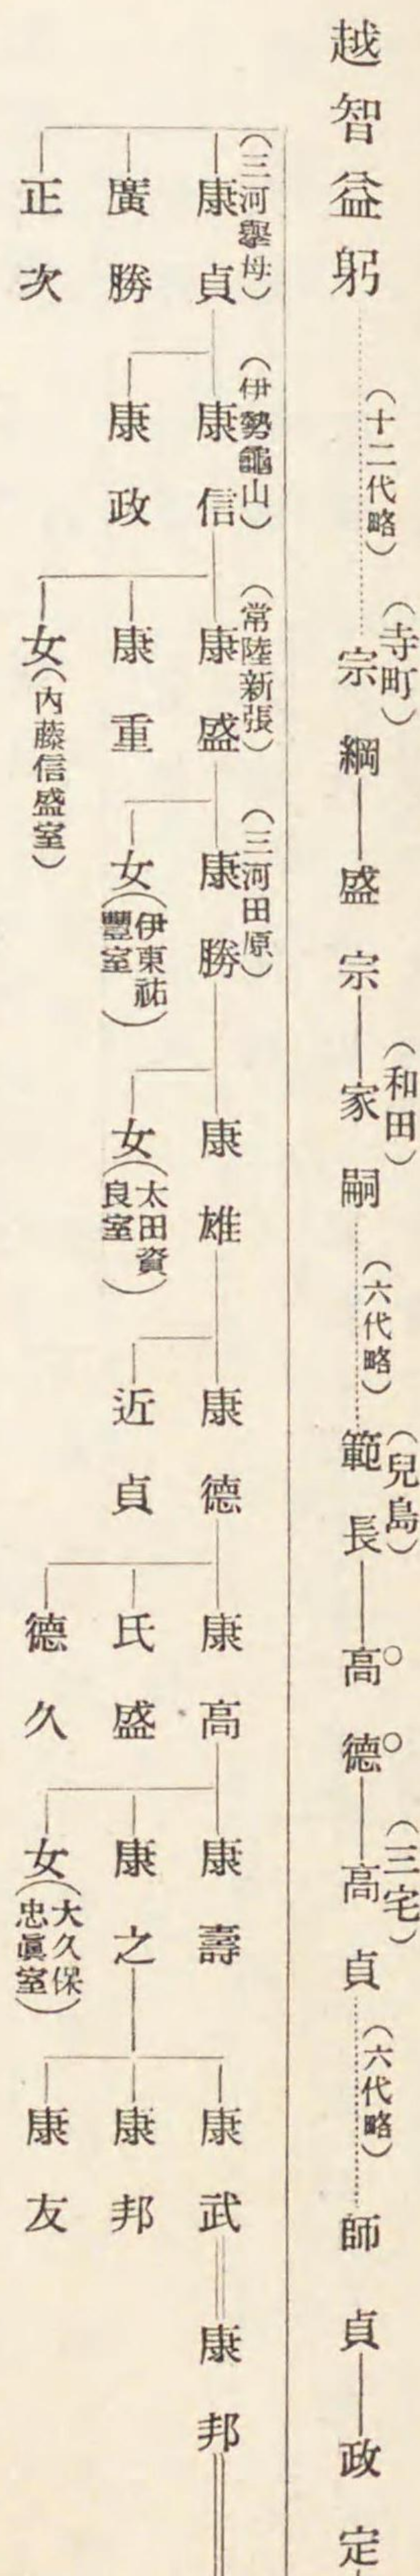 越智益躬
（十二代略）
（寺町）
宗綱
盛宗
（和田）
家嗣
（六代略）
（兒島）
範長
高德
（三宅）
高貞
（六代略）
師貞
政定
（三河擧母）
康貞
廣勝
正次
（伊勢龜山）
康信
康政
（常陸新張）
康盛
康重
女（内藤信盛室）
（三河田原）
康勝
女（伊東祐
豐室）
康雄
女（太田資
良室）
康德
近貞
康高
氏盛
德久
康壽
康之
女（大久保
忠眞室）
康武
康邦
康友
康邦